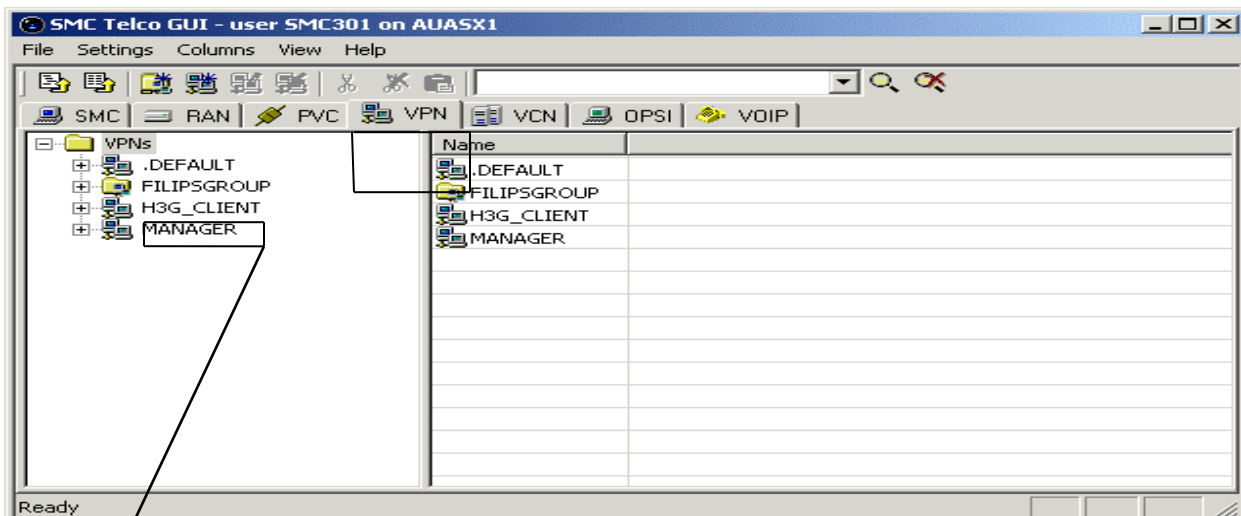 SMC Telco GUI - user SMC301 on AUASX1
File Settings Columns View Help
SMC RAN PVC VPN VCN OPSI VOIP
VPNs
.DEFAULT
FILIPSGROUP
H3G_CLIENT
MANAGER
Name
.DEFAULT
FILIPSGROUP
H3G_CLIENT
MANAGER
Ready